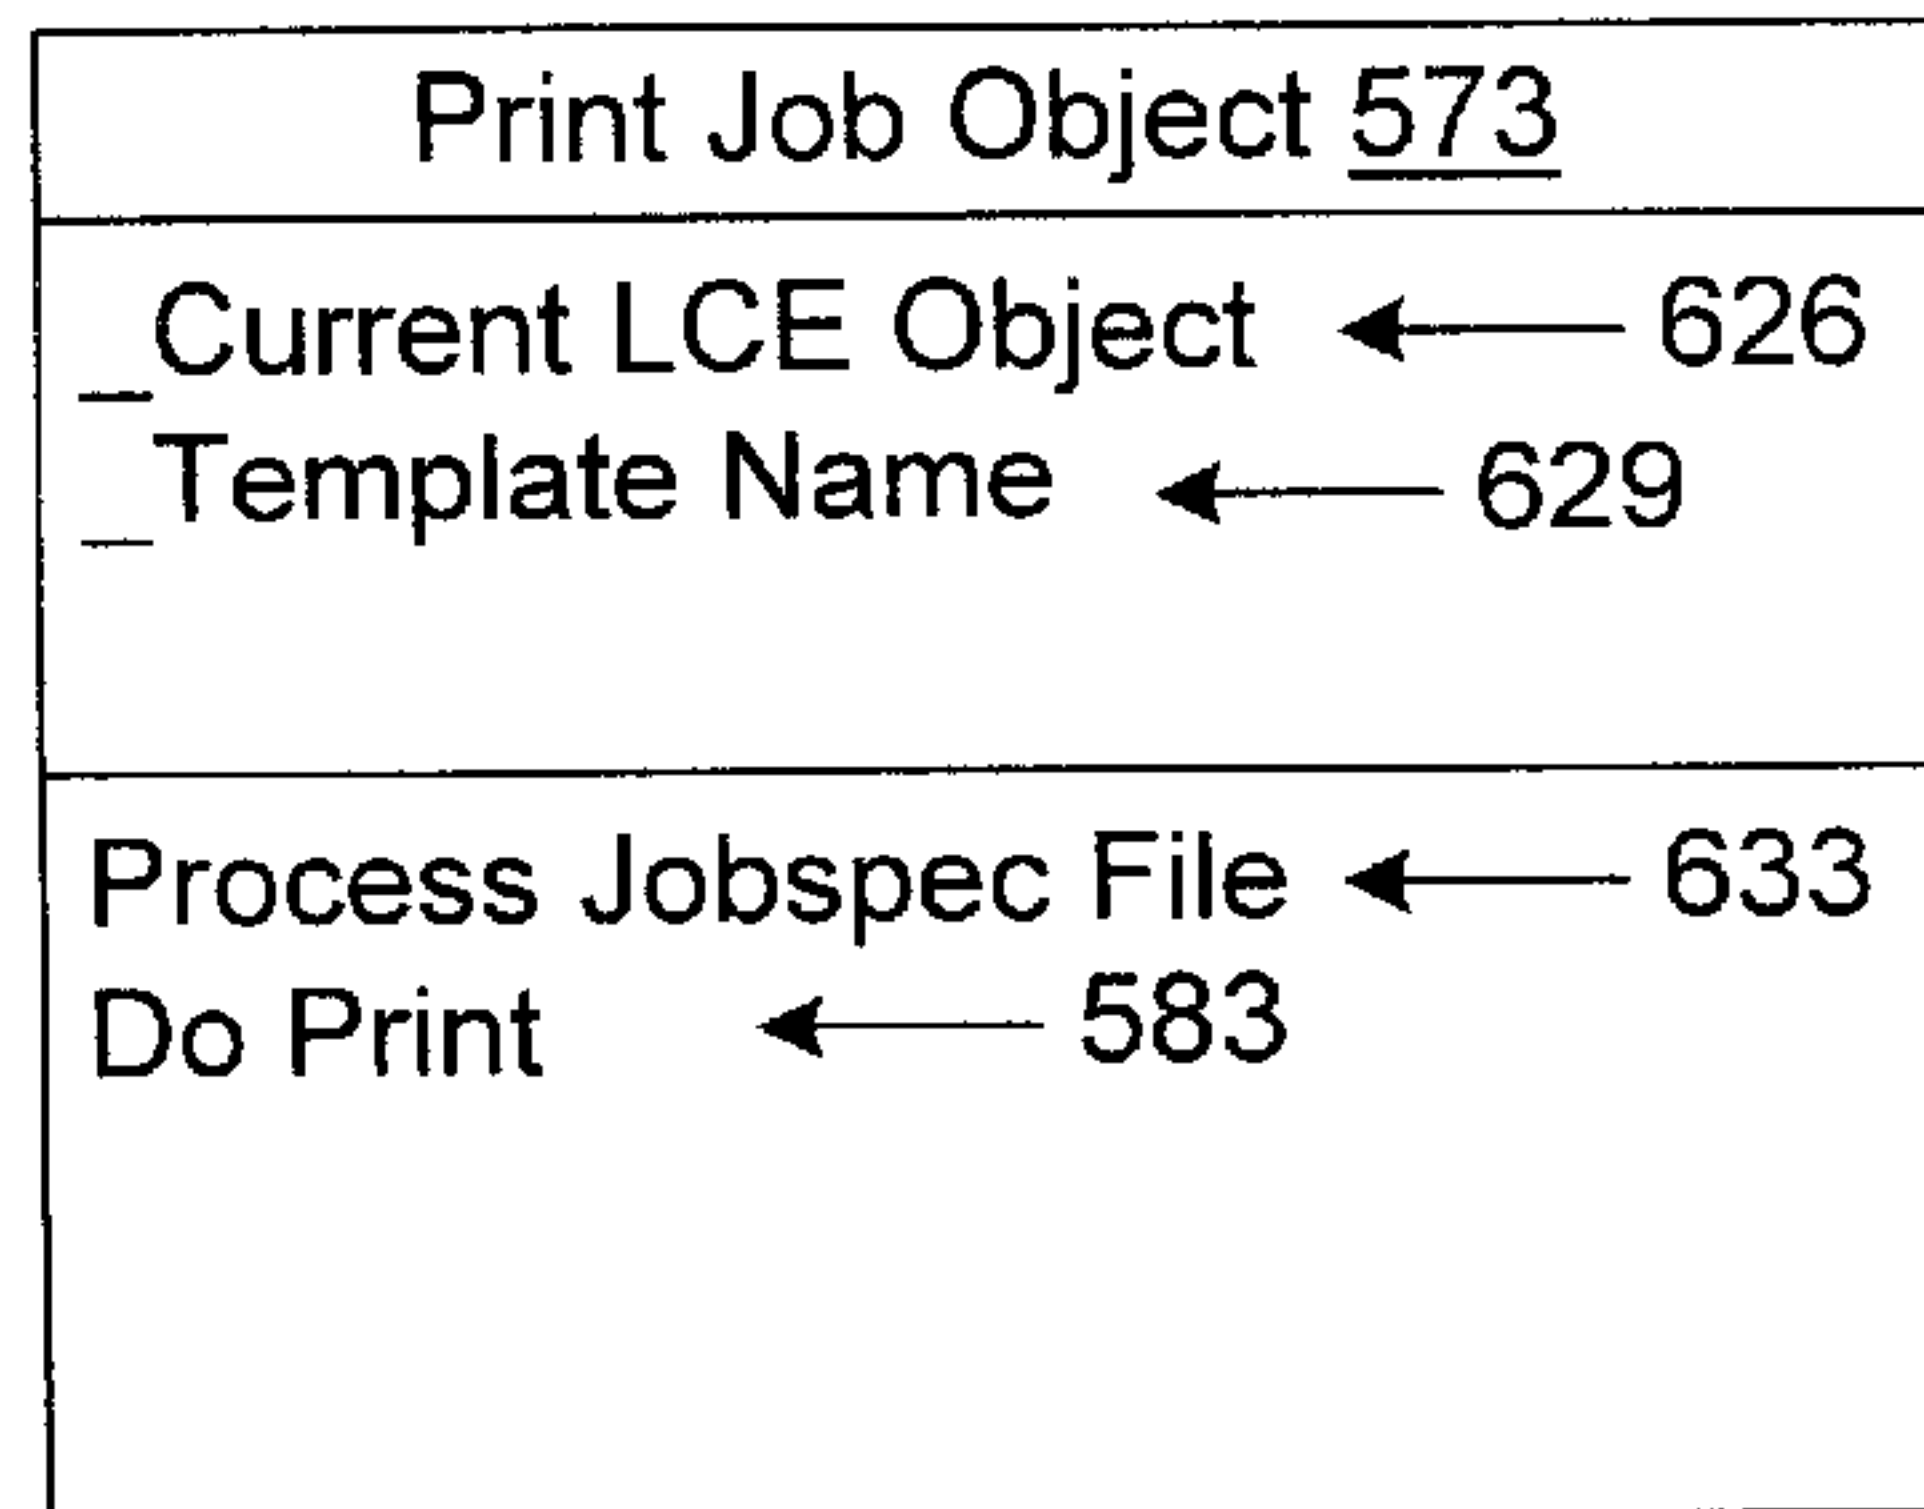 Print Job Object 573
_Current LCE Object 626
_Template Name 629
Process Jobspec File 633
Do Print 583